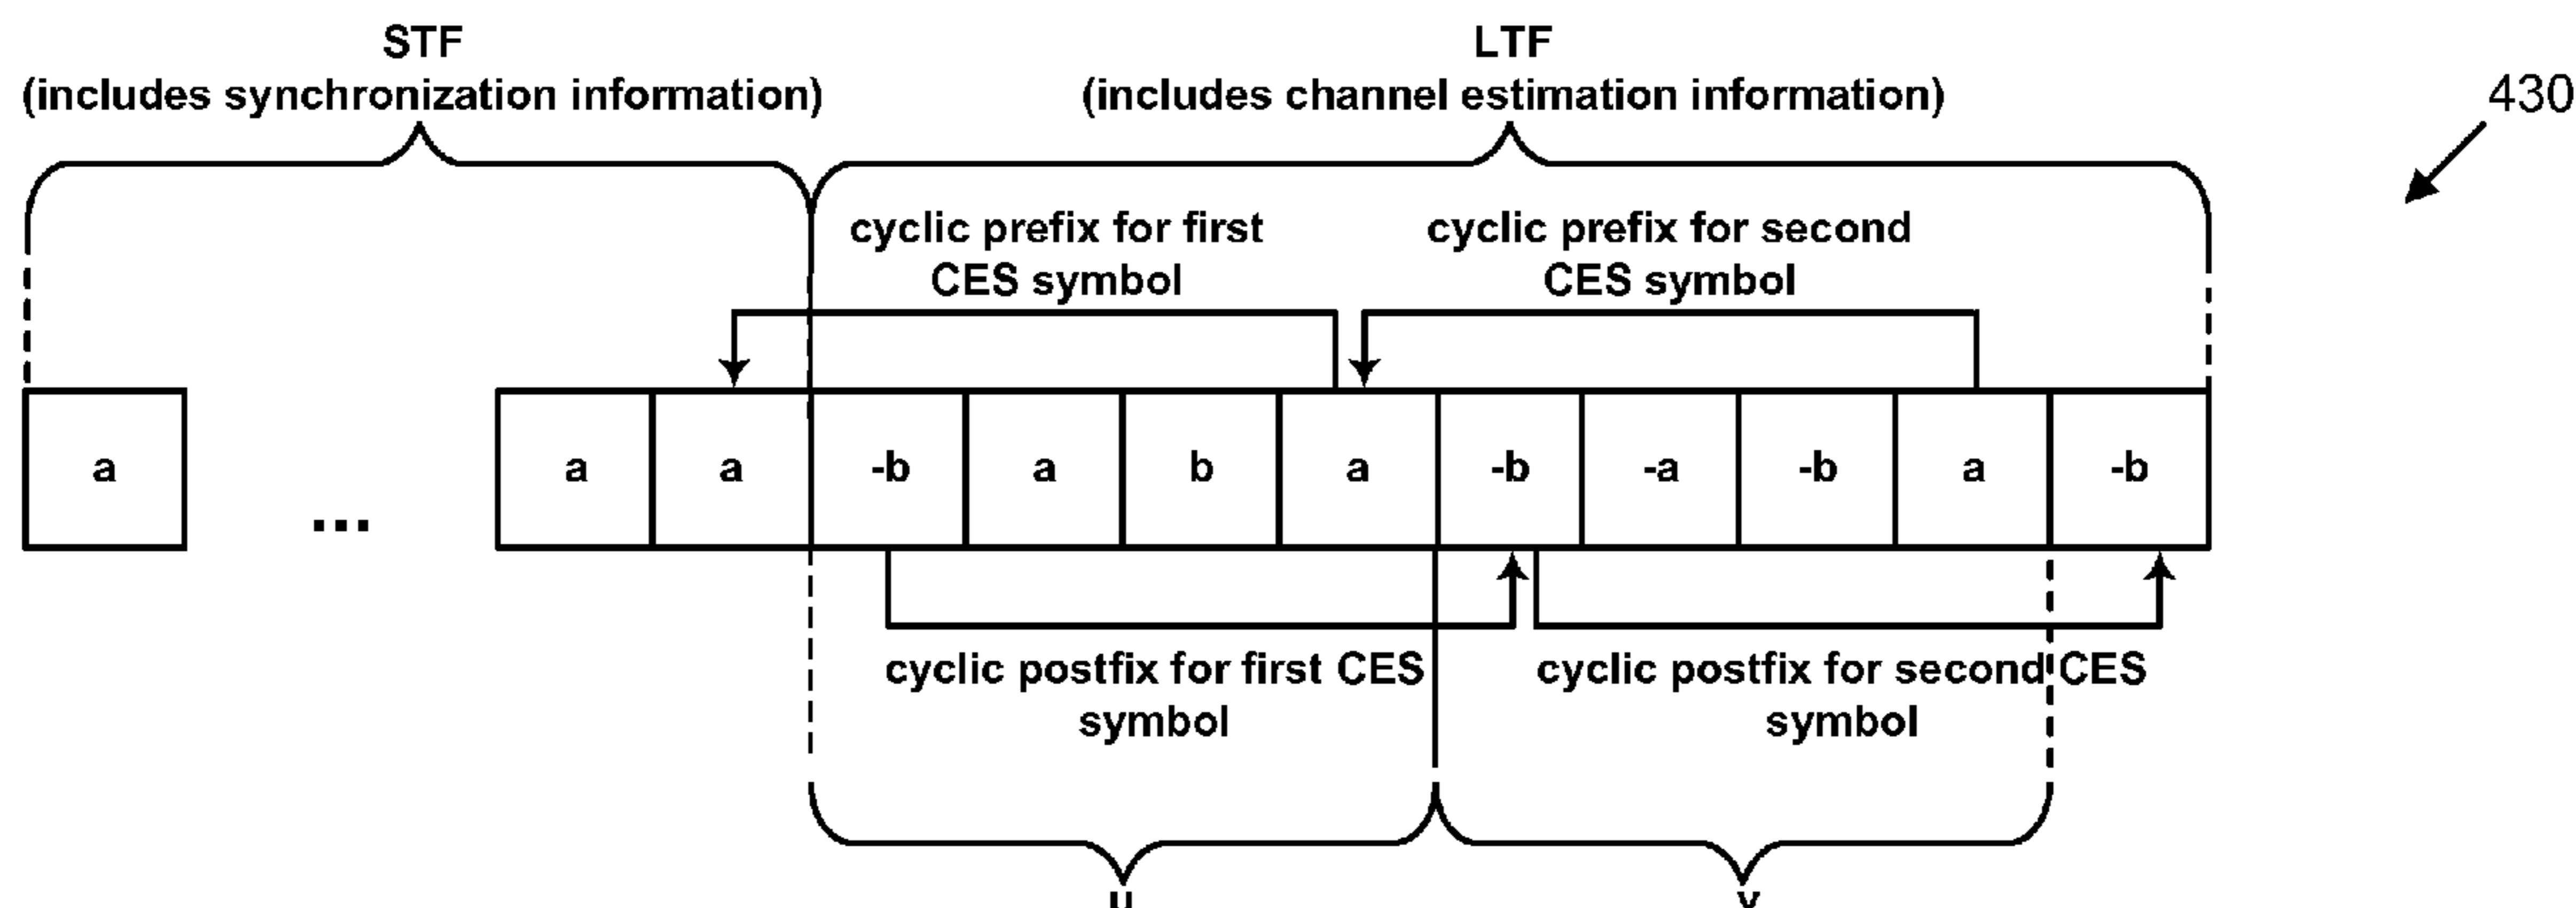 STF
(includes synchronization information)
LTF
(includes channel estimation information)
430
cyclic prefix for first
CES symbol
cyclic prefix for second
CES symbol
a ... a a -b a b a -b -a -b a -b
cyclic postfix for first CES
symbol
cyclic postfix for second CES
symbol
u v